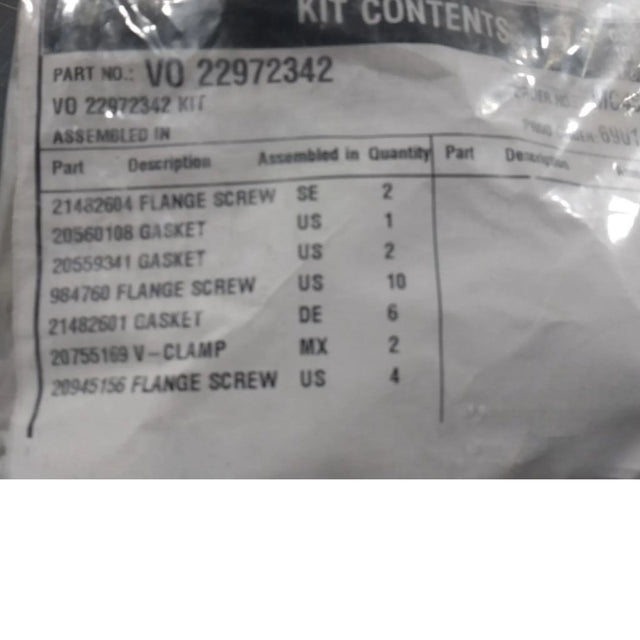 KIT CONTENTS
PART NO.: VO 22972342
VO 22972342 KIT
ASSEMBLED IN
Part Description Assembled in Quantity Part Description
21482604 FLANGE SCREW SE 2
20560108 GASKET US 1
20559341 GASKET US 2
984760 FLANGE SCREW US 10
21482601 GASKET DE 6
20755169 V-CLAMP MX 2
20945156 FLANGE SCREW US 4